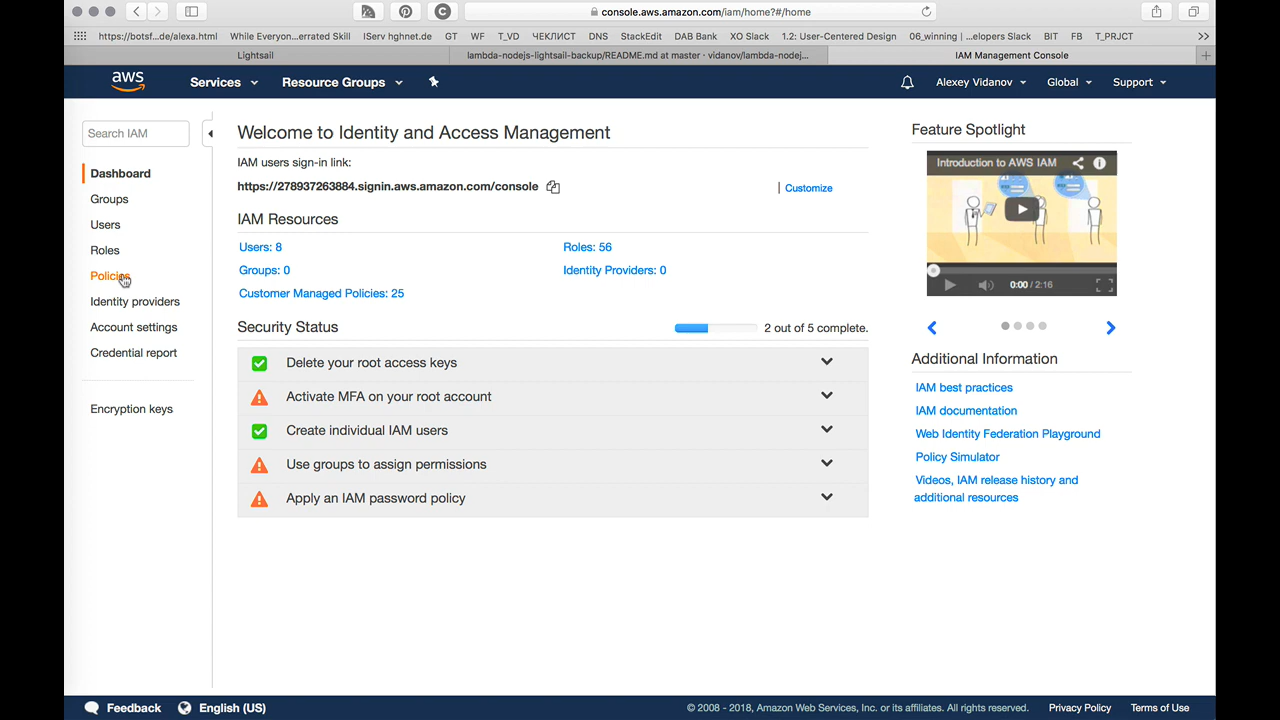 console.aws.amazon.com/iam/home?#/home
https://botsf...de/alexa.html While Everyon...errated Skill IServ hghnet.de GT WF T_VD ЧЕКЛИСТ DNS StackEdit DAB Bank XO Slack 1.2: User-Centered Design 06_winning |...elopers Slack BIT FB T_PRJCT
Lightsail lambda-nodejs-lightsail-backup/README.md at master · vidanov/lambda-nodej... IAM Management Console
aws Services Resource Groups Alexey Vidanov Global Support
Search IAM
Dashboard
Groups
Users
Roles
Policies
Identity providers
Account settings
Credential report
Encryption keys
Welcome to Identity and Access Management
IAM users sign-in link:
https://278937263884.signin.aws.amazon.com/console | Customize
IAM Resources
Users: 8 Roles: 56
Groups: 0 Identity Providers: 0
Customer Managed Policies: 25
Security Status 2 out of 5 complete.
Delete your root access keys
Activate MFA on your root account
Create individual IAM users
Use groups to assign permissions
Apply an IAM password policy
Feature Spotlight
Introduction to AWS IAM
0:00 / 2:16
Additional Information
IAM best practices
IAM documentation
Web Identity Federation Playground
Policy Simulator
Videos, IAM release history and
additional resources
Feedback English (US) © 2008 - 2018, Amazon Web Services, Inc. or its affiliates. All rights reserved. Privacy Policy Terms of Use